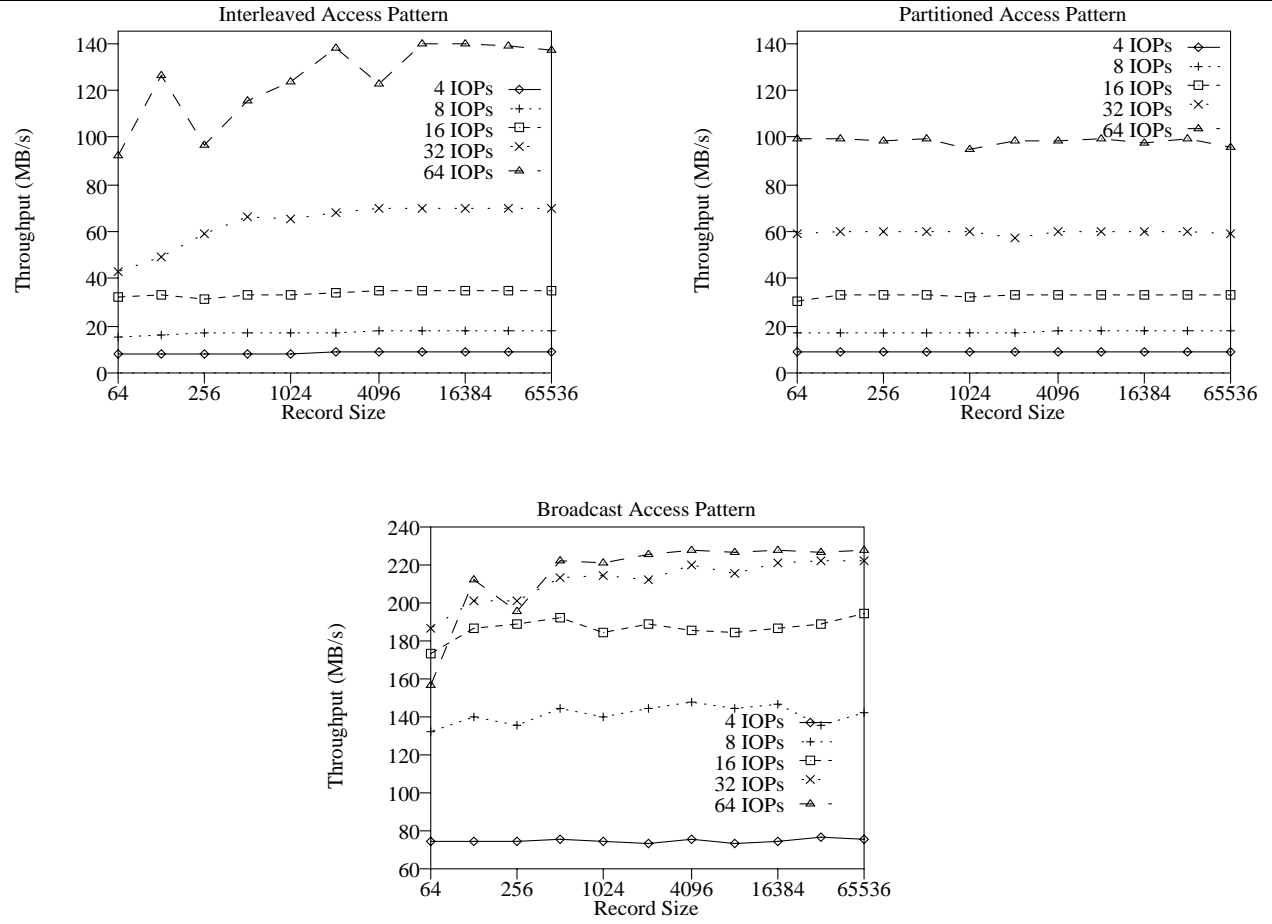 Interleaved Access Pattern
140
120
100
80
60
40
20
0
Throughput (MB/s)
4 IOPs
8 IOPs
16 IOPs
32 IOPs
64 IOPs
64
256
1024
4096
16384
65536
Record Size
Partitioned Access Pattern
140
120
100
80
60
40
20
0
Throughput (MB/s)
4 IOPs
8 IOPs
16 IOPs
32 IOPs
64 IOPs
64
256
1024
4096
16384
65536
Record Size
Broadcast Access Pattern
240
220
200
180
160
140
120
100
80
60
Throughput (MB/s)
4 IOPs
8 IOPs
16 IOPs
32 IOPs
64 IOPs
64
256
1024
4096
16384
65536
Record Size